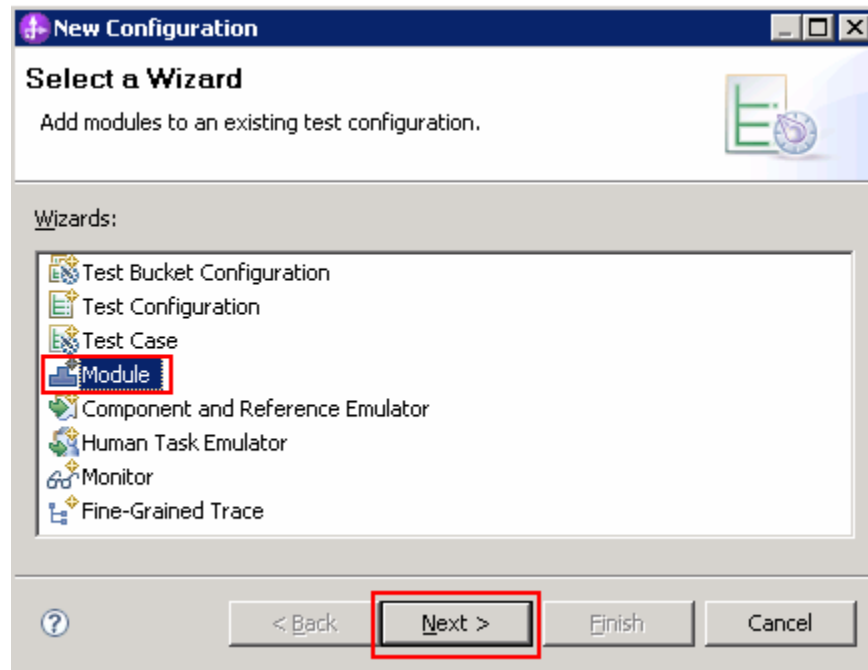 New Configuration
Select a Wizard
Add modules to an existing test configuration.
Wizards:
Test Bucket Configuration
Test Configuration
Test Case
Module
Component and Reference Emulator
Human Task Emulator
Monitor
Fine-Grained Trace
? < Back Next > Finish Cancel